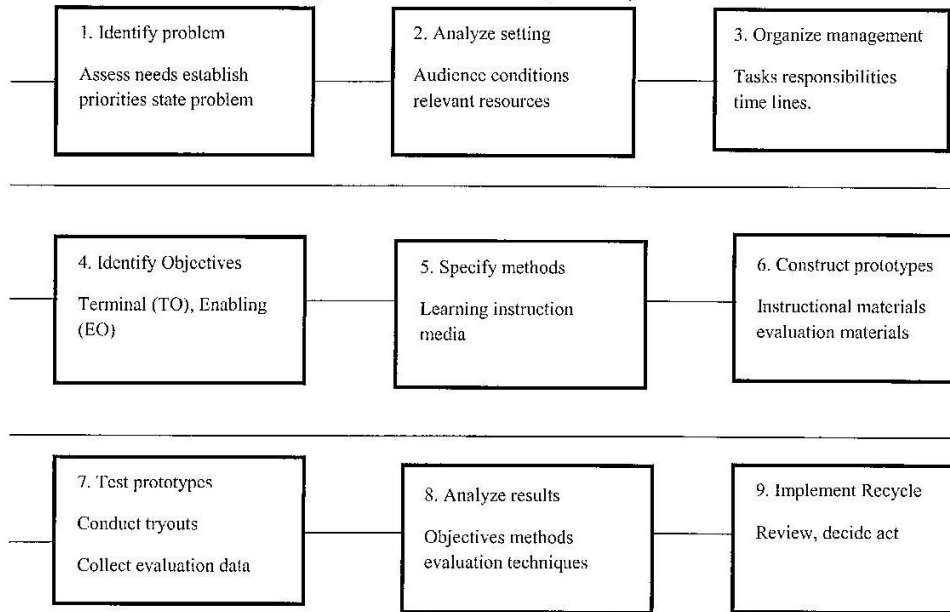 1. Identify problem
Assess needs establish
priorities state problem
2. Analyze setting
Audience conditions
relevant resources
3. Organize management
Tasks responsibilities
time lines.
4. Identify Objectives
Terminal (TO), Enabling
(EO)
5. Specify methods
Learning instruction
media
6. Construct prototypes
Instructional materials
evaluation materials
7. Test prototypes
Conduct tryouts
Collect evaluation data
8. Analyze results
Objectives methods
evaluation techniques
9. Implement Recycle
Review, decide act